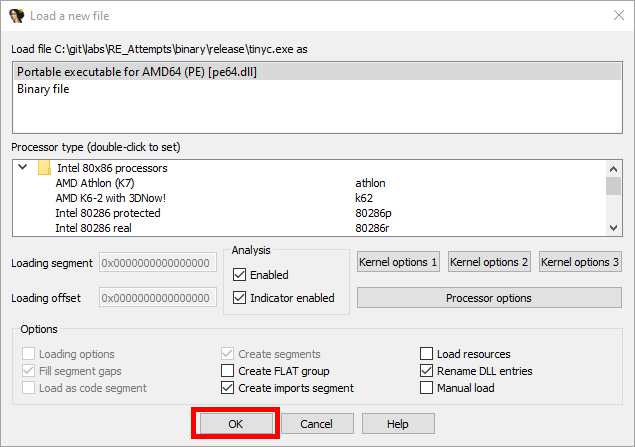 Load a new file
Load file C:\git\labs\RE_Attempts\binary\release\tinyc.exe as
Portable executable for AMD64 (PE) [pe64.dll]
Binary file
Processor type (double-click to set)
Intel 80x86 processors
AMD Athlon (K7) athlon
AMD K6-2 with 3DNow! k62
Intel 80286 protected 80286p
Intel 80286 real 80286r
Loading segment 0x0000000000000000
Loading offset 0x0000000000000000
Analysis
Enabled
Indicator enabled
Kernel options 1 Kernel options 2 Kernel options 3
Processor options
Options
Loading options Create segments Load resources
Fill segment gaps Create FLAT group Rename DLL entries
Load as code segment Create imports segment Manual load
OK Cancel Help